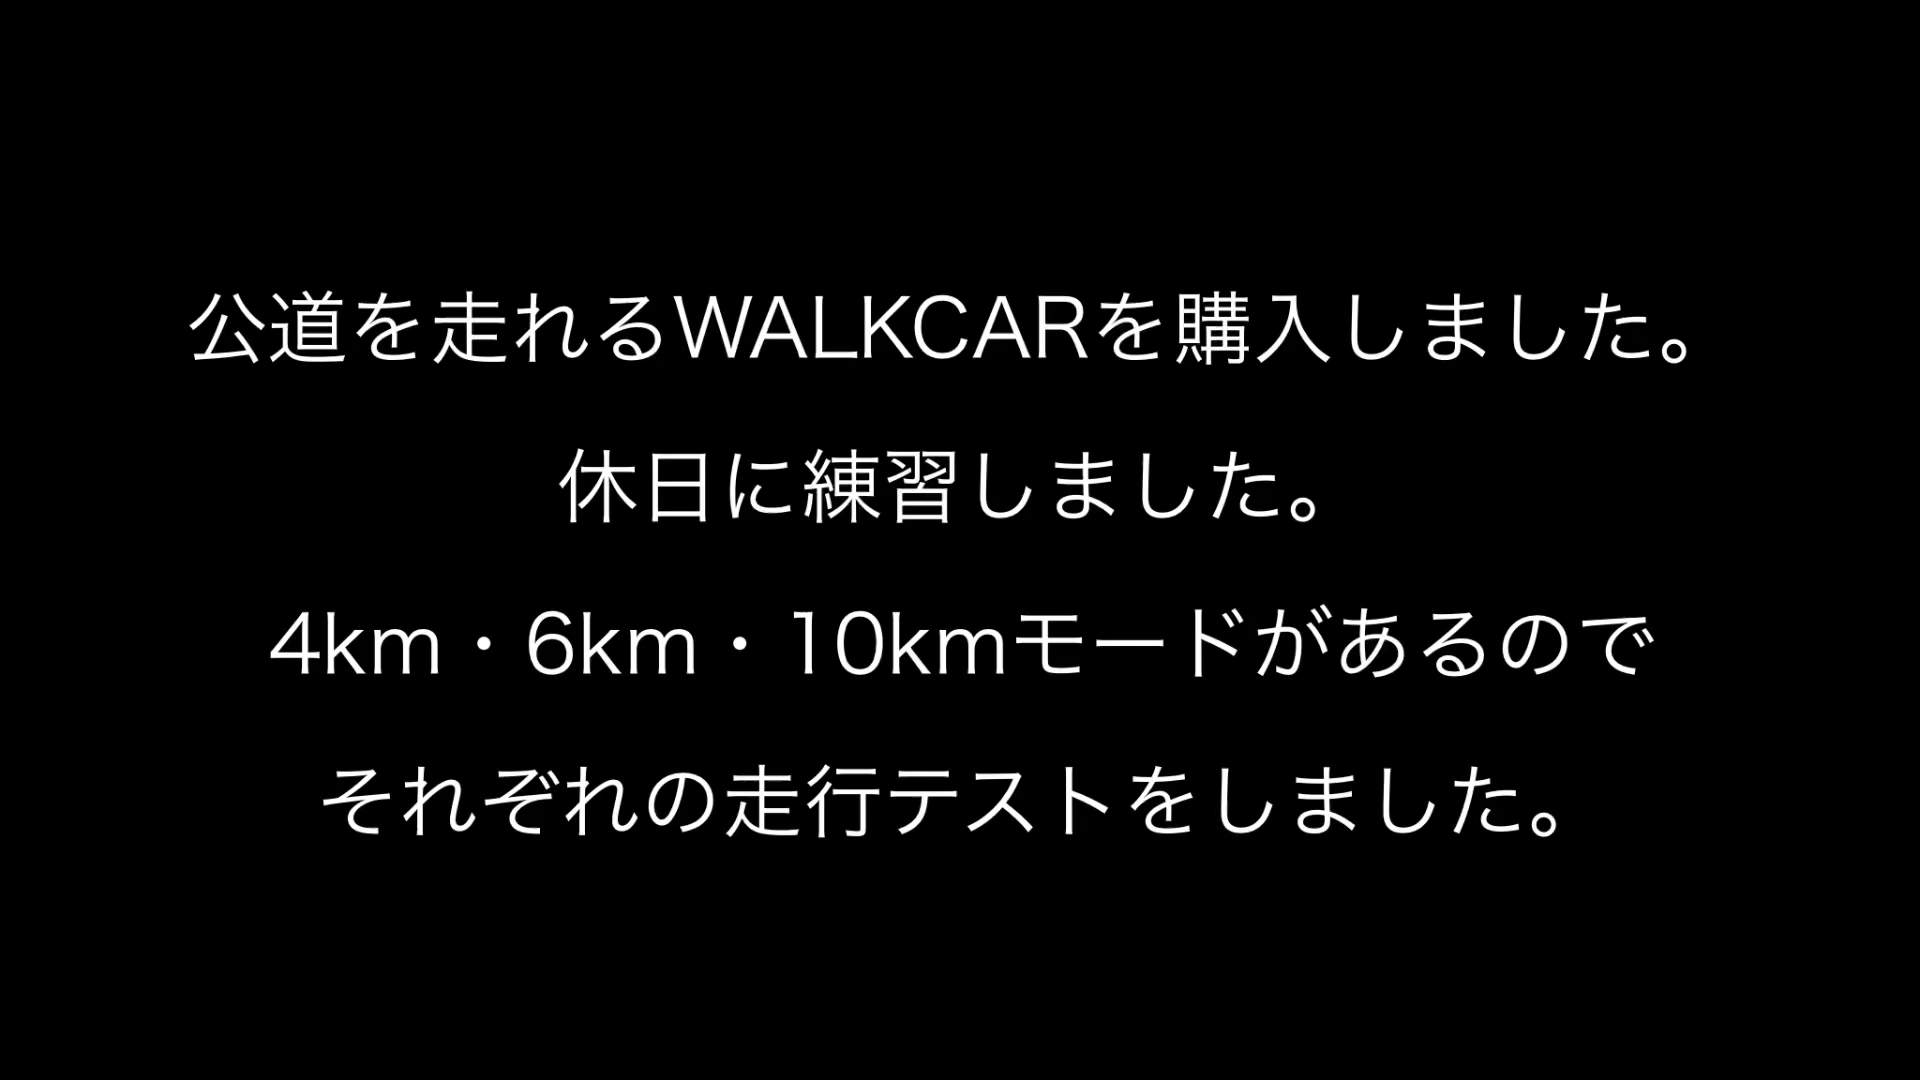 公道を走れるWALKCARを購入しました。
休日に練習しました。
4km・6km・10kmモードがあるので
それぞれの走行テストをしました。